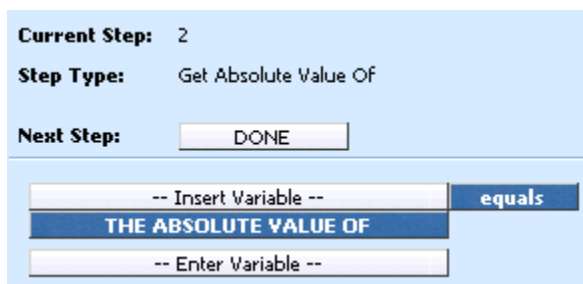 Current Step: 2
Step Type: Get Absolute Value Of
Next Step: DONE
-- Insert Variable -- equals
THE ABSOLUTE VALUE OF
-- Enter Variable --